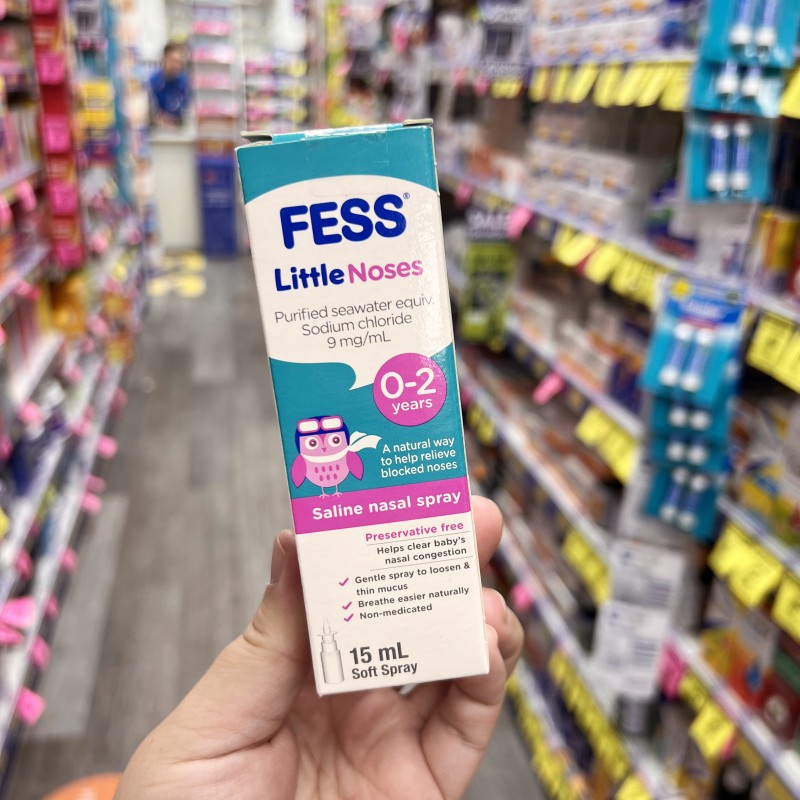 FESS®
LittleNoses
Purified seawater equiv.
Sodium chloride
9 mg/mL
0-2
years
A natural way
to help relieve
blocked noses
Saline nasal spray
Preservative free
Helps clear baby's
nasal congestion
Gentle spray to loosen &
thin mucus
Breathe easier naturally
Non-medicated
15 mL
Soft Spray